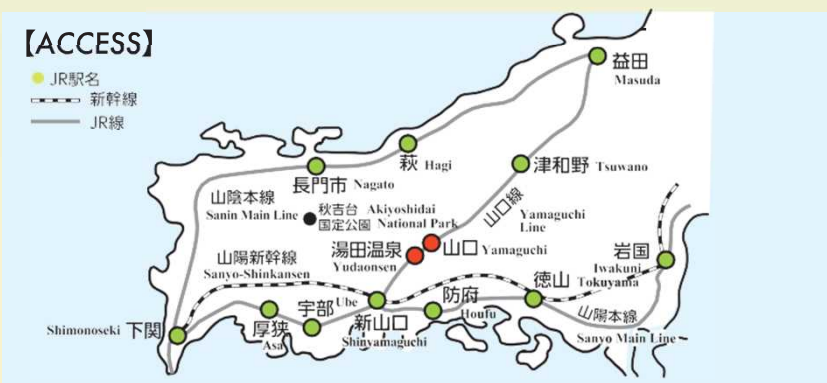 【ACCESS】
JR駅名
新幹線
JR線
益田
Masuda
萩 Hagi
津和野 Tsuwano
長門市 Nagato
山陰本線
Sanin Main Line
秋吉台 Akiyoshidai
国定公園 National Park
山口線
Yamaguchi
Line
湯田温泉
Yudaonsen
山口 Yamaguchi
山陽新幹線
Sanyo-Shinkansen
岩国
Iwakuni
徳山
Tokuyama
防府
Houfu
宇部 Ube
新山口
Shinyamaguchi
厚狭
Asa
Shimonoseki 下関
山陽本線
Sanyo Main Line